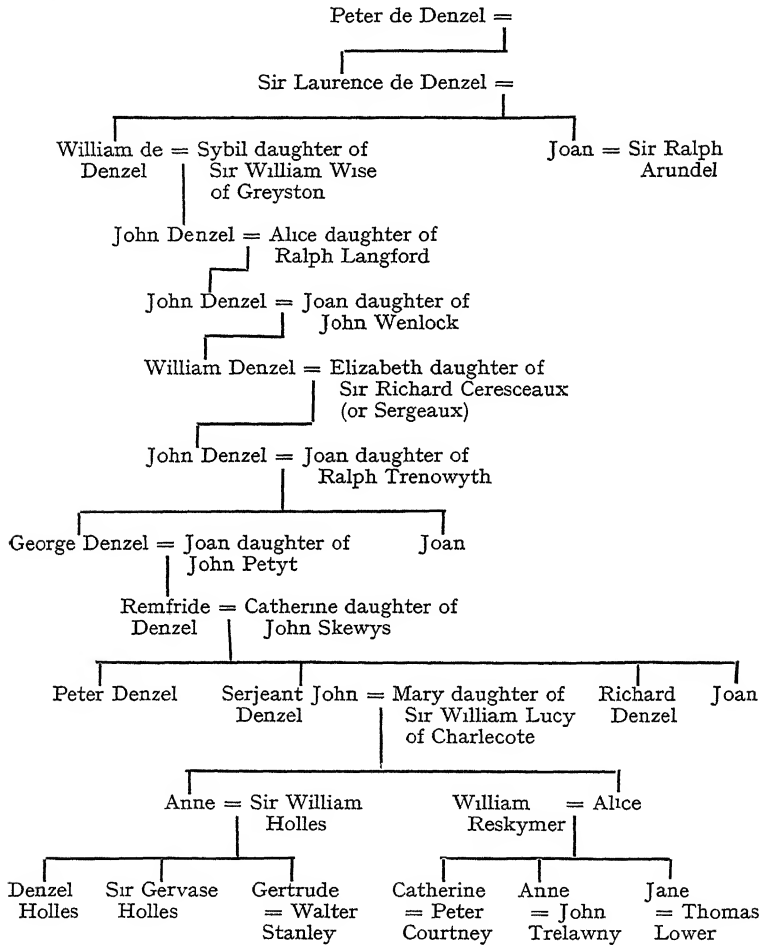 Peter de Denzel =
Sir Laurence de Denzel =
William de = Sybil daughter of
Denzel
Sir William Wise
of Greyston
Joan = Sir Ralph
Arundel
John Denzel = Alice daughter of
Ralph Langford
John Denzel = Joan daughter of
John Wenlock
William Denzel = Elizabeth daughter of
Sir Richard Ceresceaux
(or Sergeaux)
John Denzel = Joan daughter of
Ralph Trenowyth
George Denzel = Joan daughter of
John Petyt
Joan
Remfride = Catherine daughter of
Denzel
John Skewys
Peter Denzel
Serjeant John = Mary daughter of
Denzel
Sir William Lucy
of Charlecote
Richard
Denzel
Joan
Anne = Sir William
Holles
William = Alice
Reskymer
Denzel
Holles
Sir Gervase
Holles
Gertrude
= Walter
Stanley
Catherine
= Peter
Courtney
Anne
= John
Trelawny
Jane
= Thomas
Lower